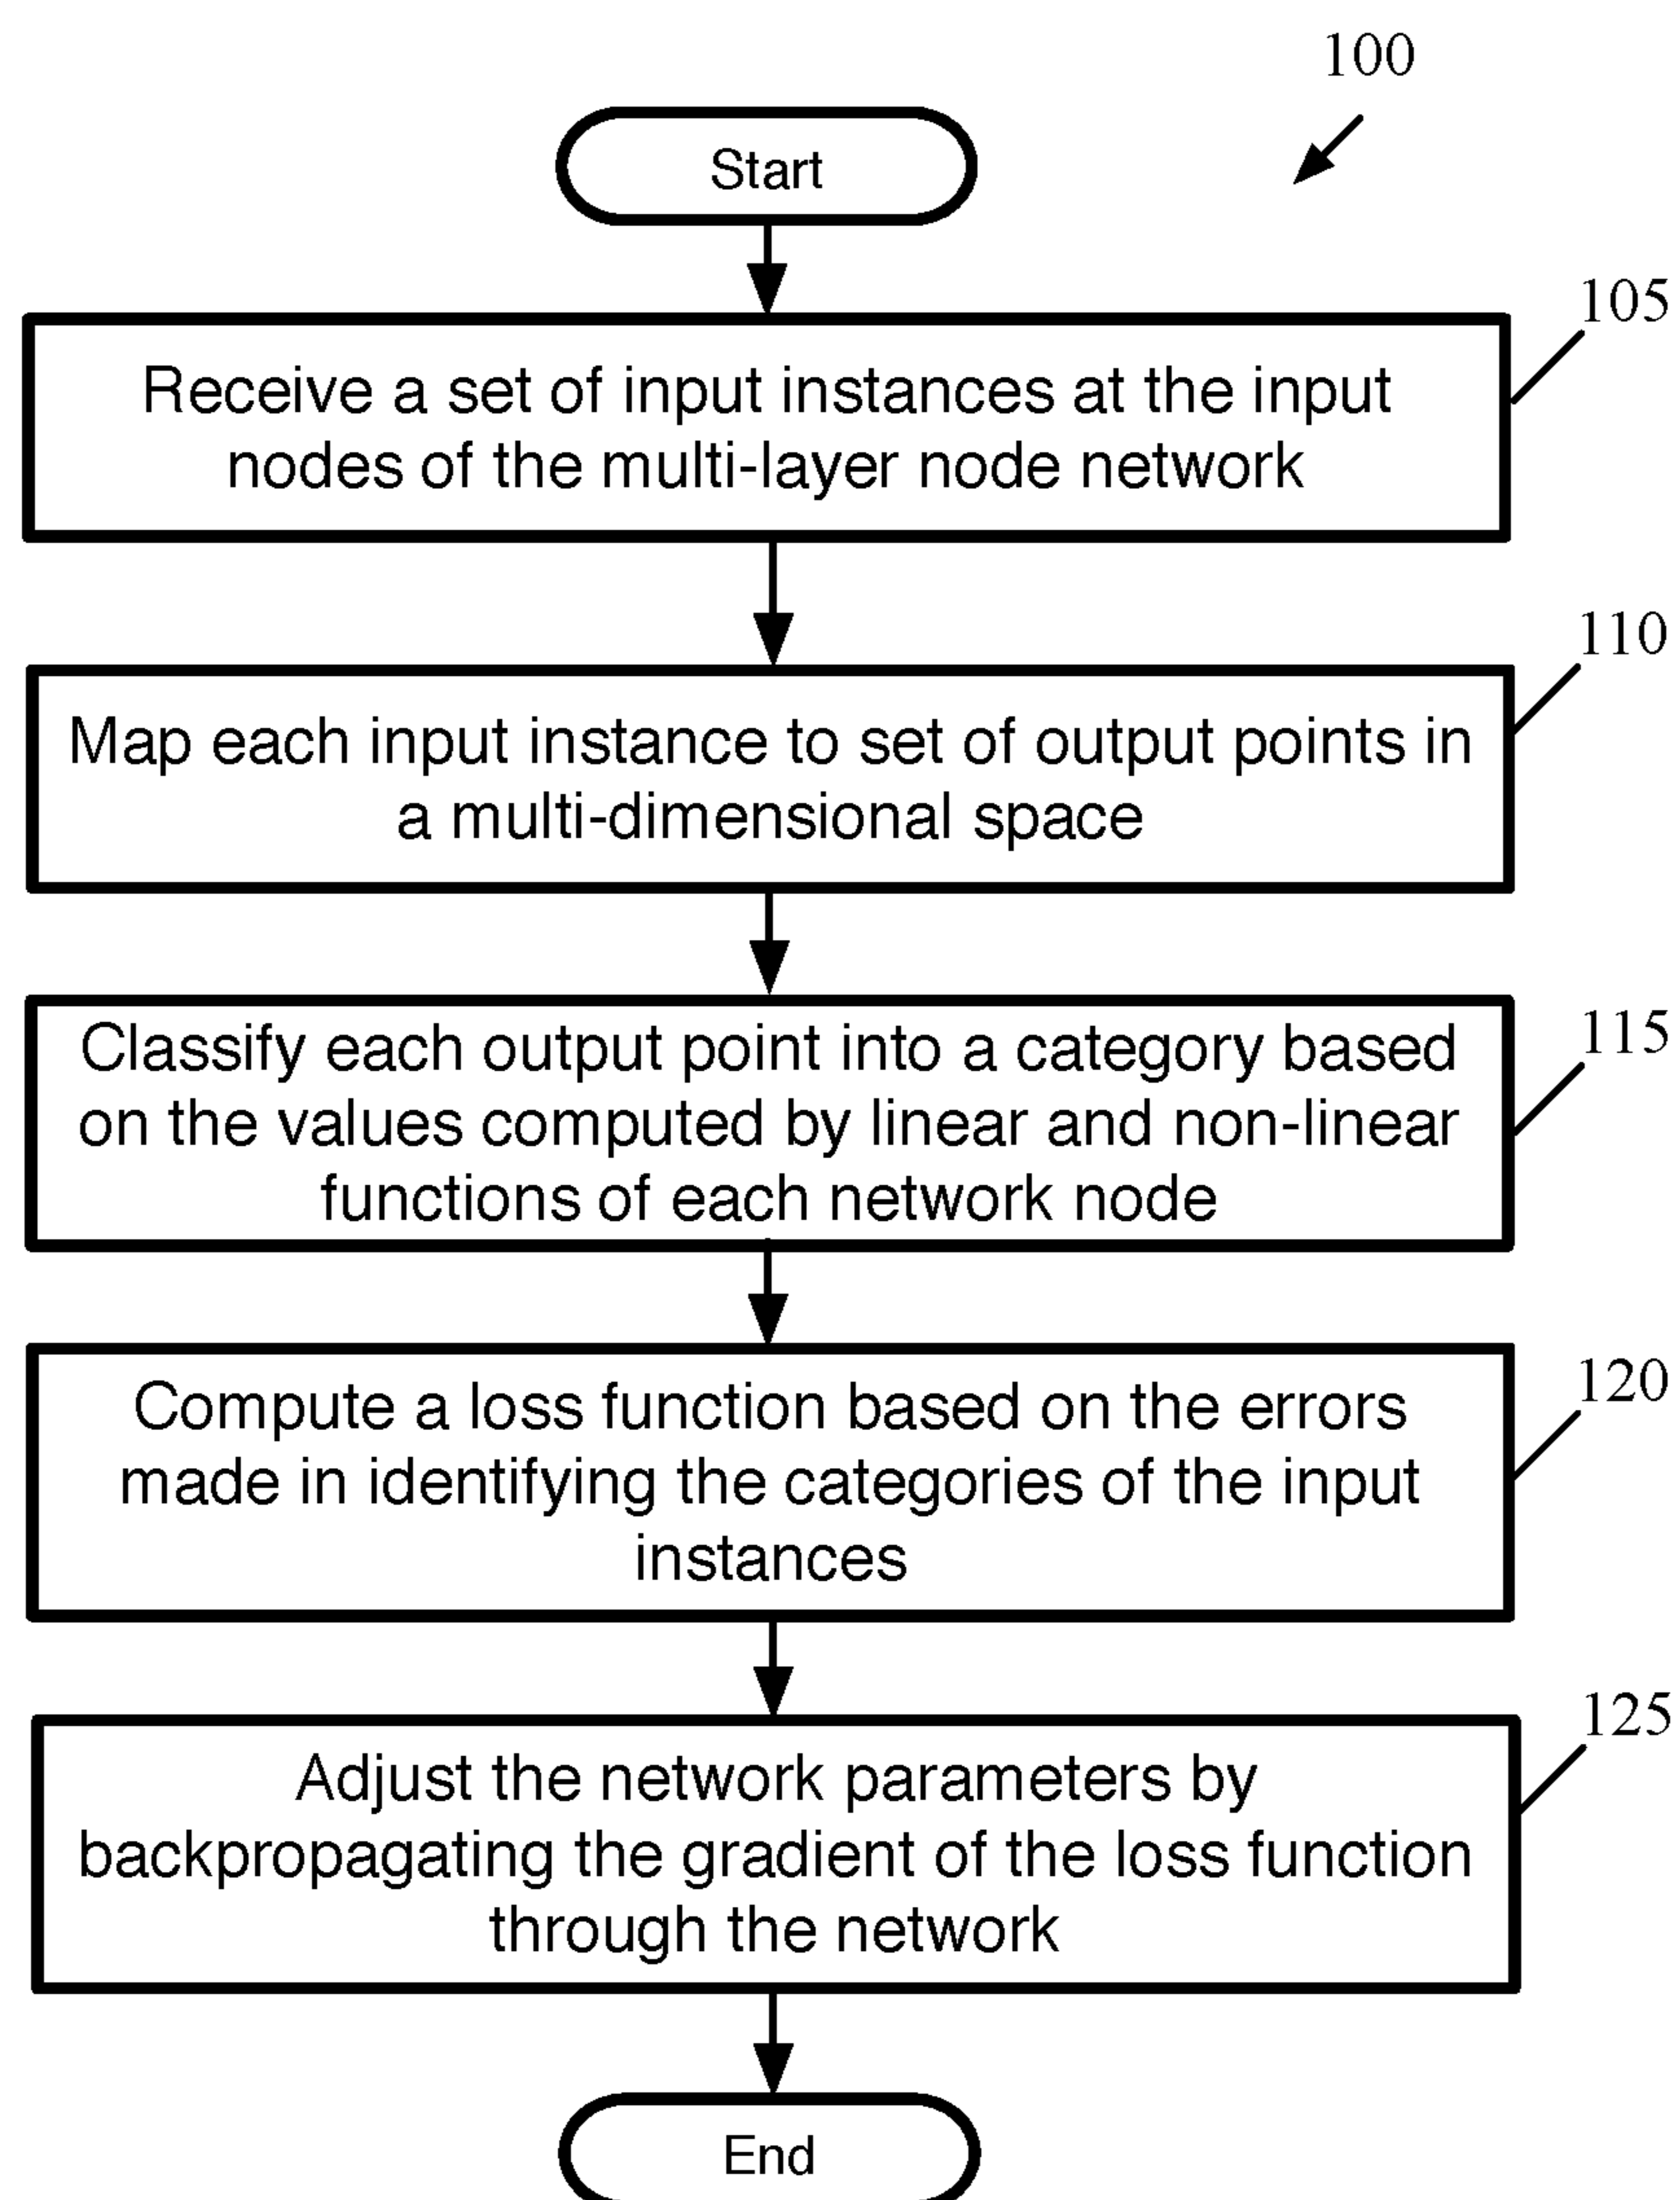 100
Start
105
Receive a set of input instances at the input
nodes of the multi-layer node network
110
Map each input instance to set of output points in
a multi-dimensional space
115
Classify each output point into a category based
on the values computed by linear and non-linear
functions of each network node
120
Compute a loss function based on the errors
made in identifying the categories of the input
instances
125
Adjust the network parameters by
backpropagating the gradient of the loss function
through the network
End